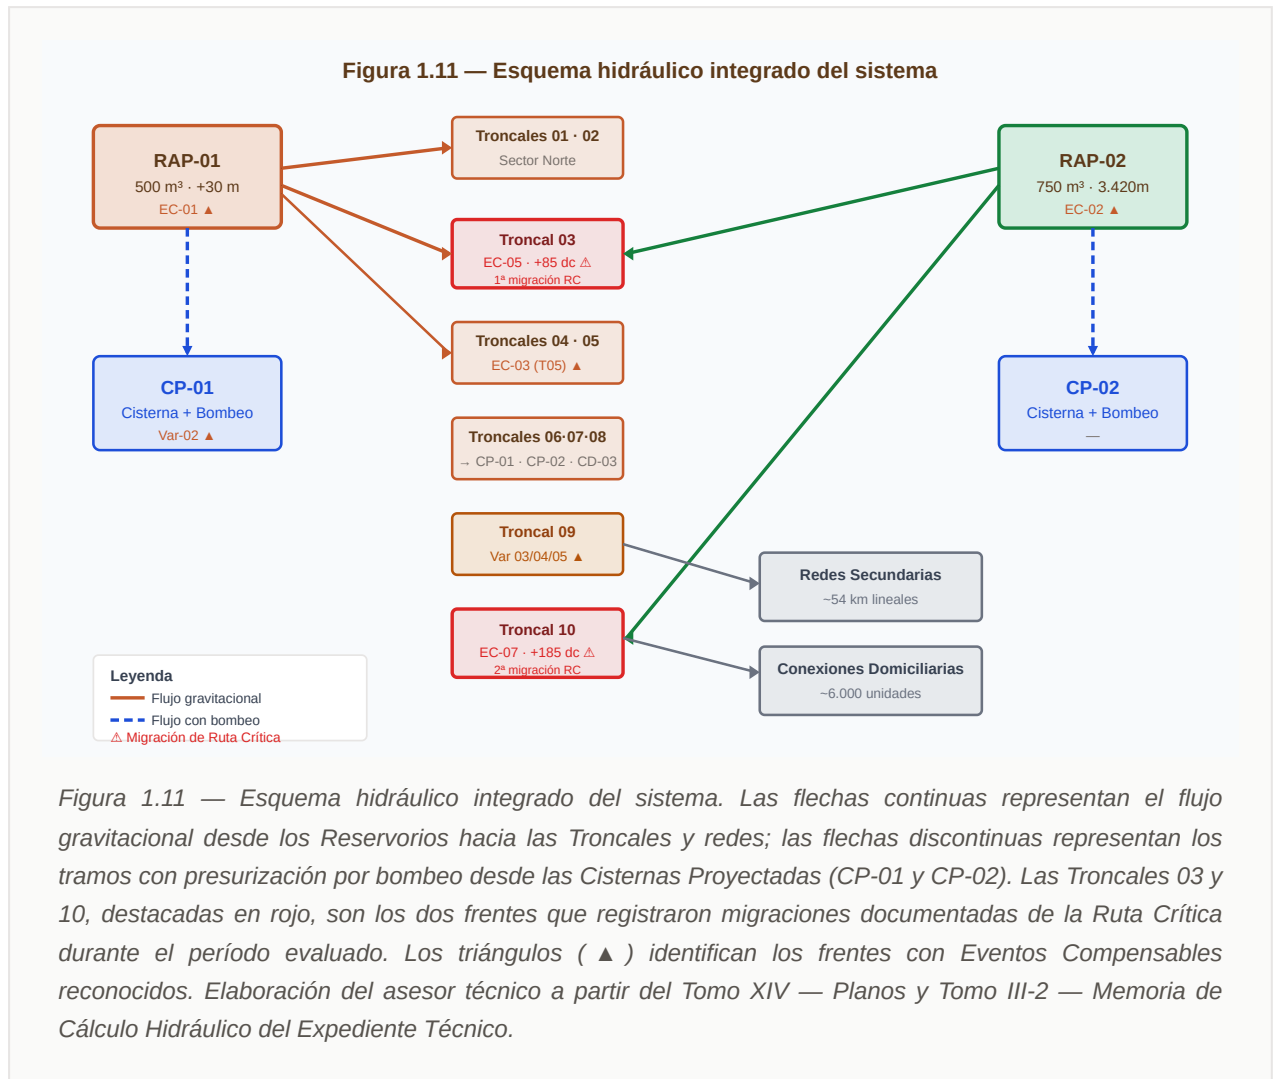 Figura 1.11 — Esquema hidráulico integrado del sistema
RAP-01
500 m³ · +30 m
EC-01 ▲
Troncales 01 · 02
Sector Norte
RAP-02
750 m³ · 3.420m
EC-02 ▲
Troncal 03
EC-05 · +85 dc ⚠
1ª migración RC
Troncales 04 · 05
EC-03 (T05) ▲
CP-01
Cisterna + Bombeo
Var-02 ▲
CP-02
Cisterna + Bombeo
—
Troncales 06·07·08
→ CP-01 · CP-02 · CD-03
Troncal 09
Var 03/04/05 ▲
Redes Secundarias
~54 km lineales
Troncal 10
EC-07 · +185 dc ⚠
2ª migración RC
Conexiones Domiciliarias
~6.000 unidades
Leyenda
Flujo gravitacional
Flujo con bombeo
⚠ Migración de Ruta Crítica
Figura 1.11 — Esquema hidráulico integrado del sistema. Las flechas continuas representan el flujo
gravitacional desde los Reservorios hacia las Troncales y redes; las flechas discontinuas representan los
tramos con presurización por bombeo desde las Cisternas Proyectadas (CP-01 y CP-02). Las Troncales 03 y
10, destacadas en rojo, son los dos frentes que registraron migraciones documentadas de la Ruta Crítica
durante el período evaluado. Los triángulos (▲) identifican los frentes con Eventos Compensables
reconocidos. Elaboración del asesor técnico a partir del Tomo XIV — Planos y Tomo III-2 — Memoria de
Cálculo Hidráulico del Expediente Técnico.